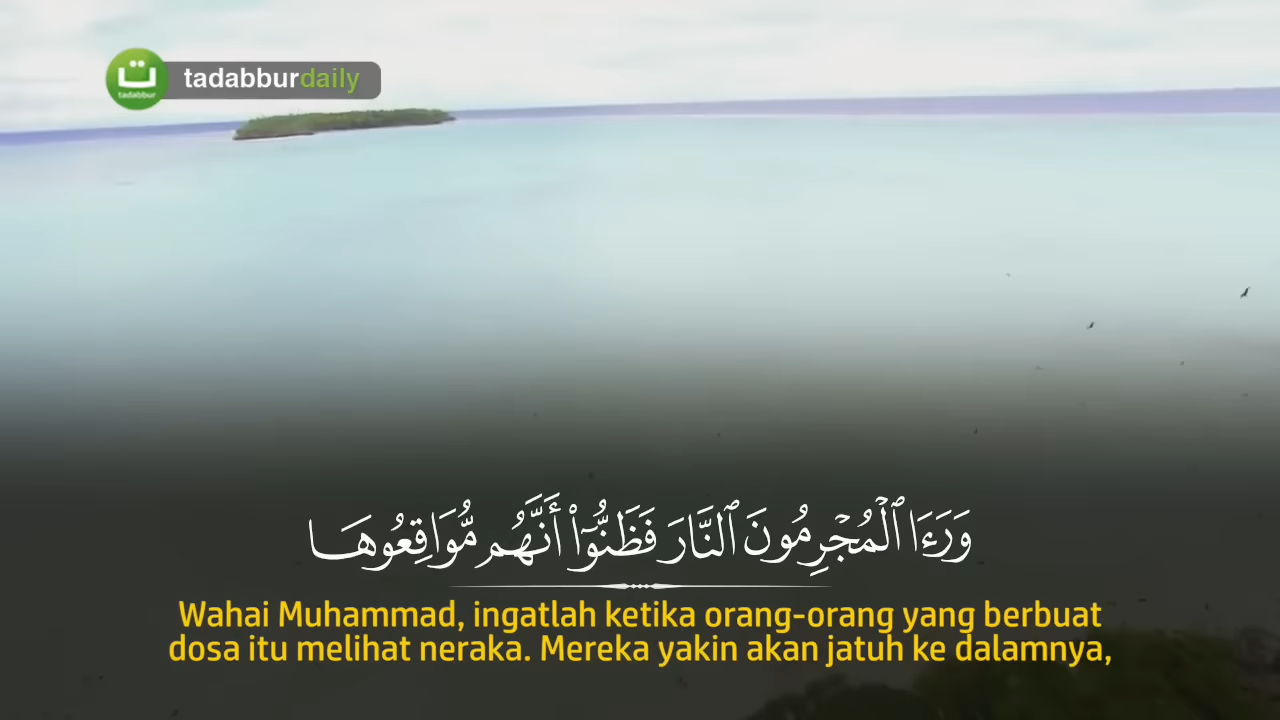 ت
tadabbur
tadabburdaily
وَرَءَا ٱلْمُجْرِمُونَ ٱلنَّارَ فَظَنُّوٓا۟ أَنَّهُم مُّوَاقِعُوهَا
Wahai Muhammad, ingatlah ketika orang-orang yang berbuat
dosa itu melihat neraka. Mereka yakin akan jatuh ke dalamnya,